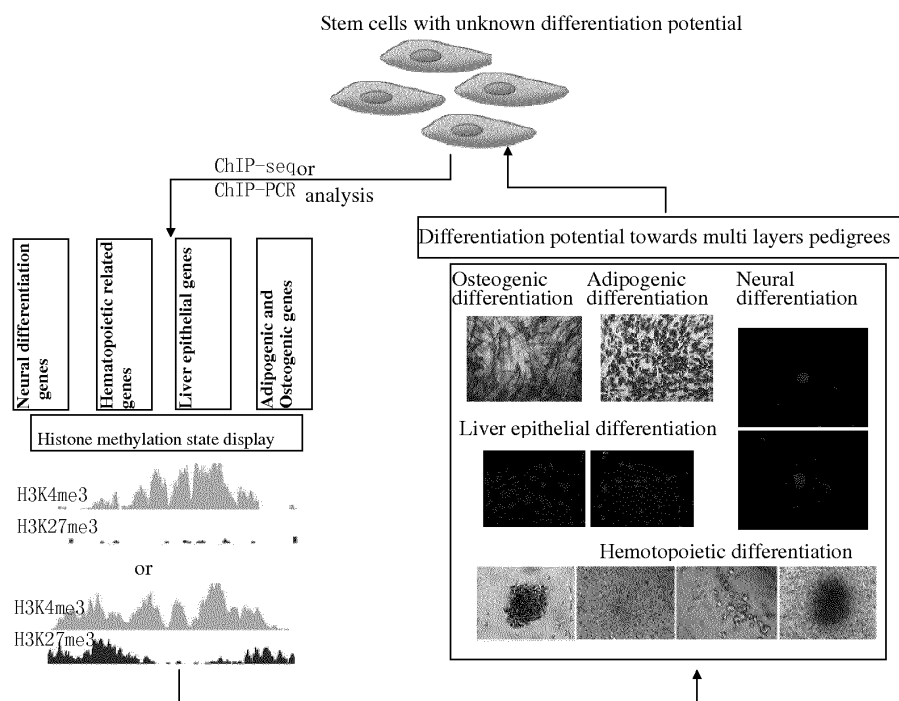 Stem cells with unknown differentiation potential
ChIP-seq or
ChIP-PCR analysis
Neural differentiation
genes
Hematopoietic related
genes
Liver epithelial genes
Adipogenic and
Osteogenic genes
Histone methylation state display
H3K4me3
H3K27me3
or
H3K4me3
H3K27me3
Differentiation potential towards multi layers pedigrees
Osteogenic
differentiation
Adipogenic
differentiation
Neural
differentiation
Liver epithelial differentiation
Hemotopoietic differentiation